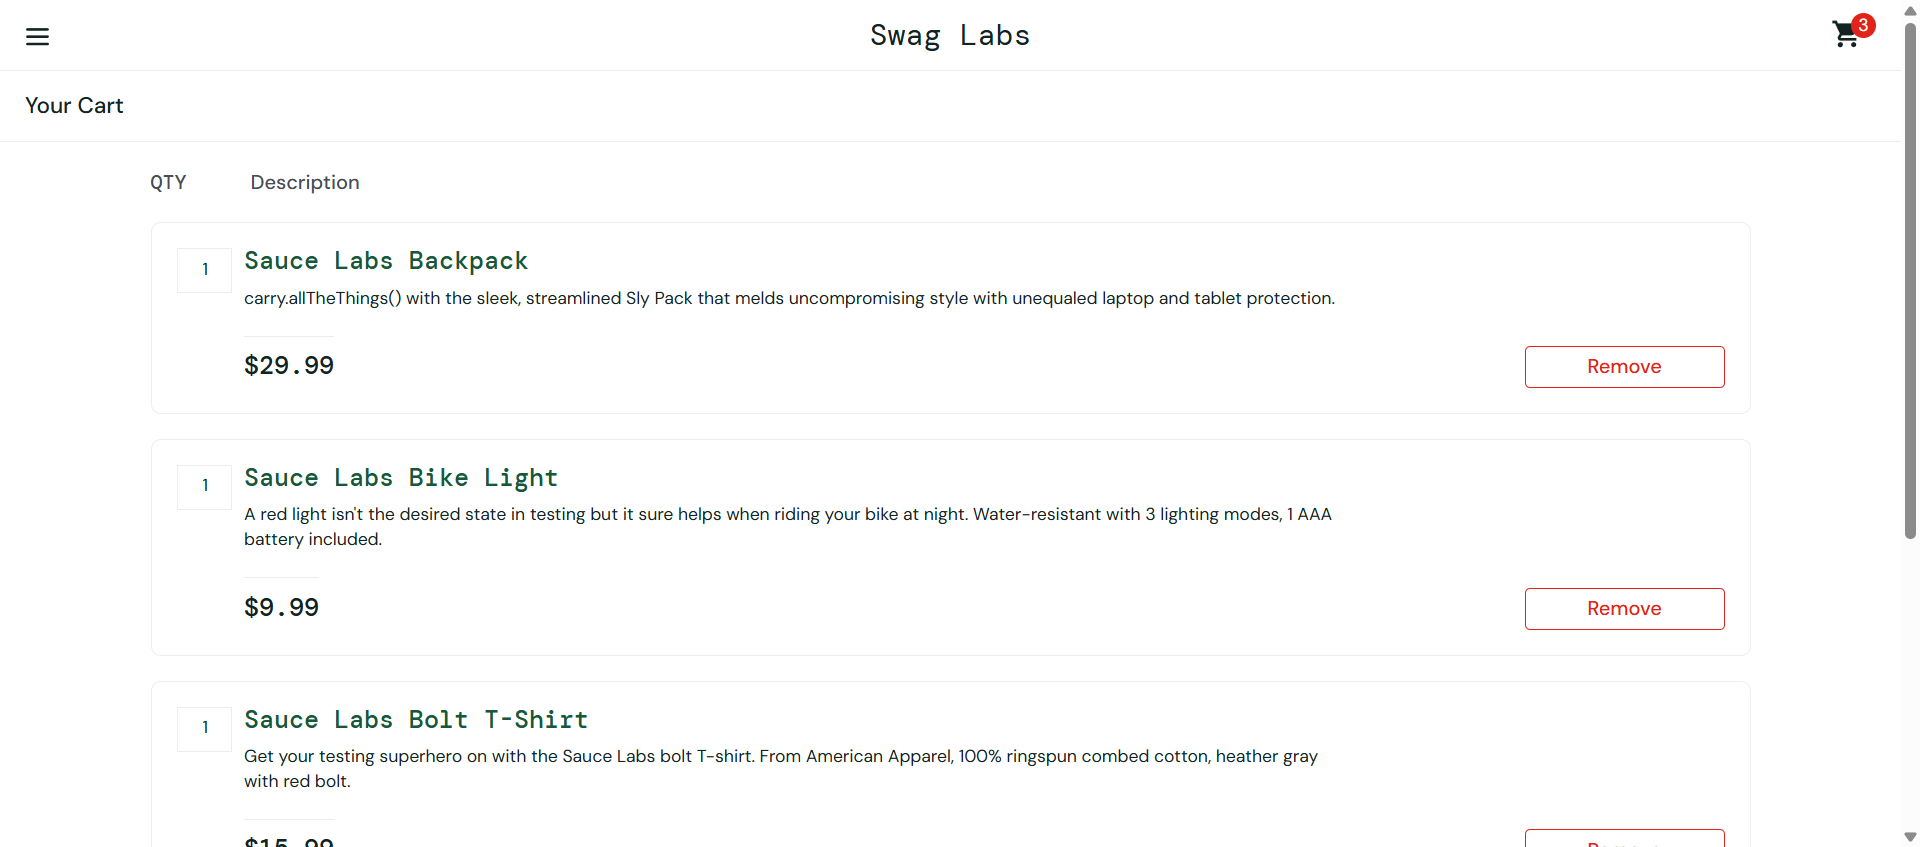 Swag Labs
3
Your Cart
QTY Description
1
Sauce Labs Backpack
carry.allTheThings() with the sleek, streamlined Sly Pack that melds uncompromising style with unequaled laptop and tablet protection.
$29.99
Remove
1
Sauce Labs Bike Light
A red light isn't the desired state in testing but it sure helps when riding your bike at night. Water-resistant with 3 lighting modes, 1 AAA
battery included.
$9.99
Remove
1
Sauce Labs Bolt T-Shirt
Get your testing superhero on with the Sauce Labs bolt T-shirt. From American Apparel, 100% ringspun combed cotton, heather gray
with red bolt.
$15.99
Remove